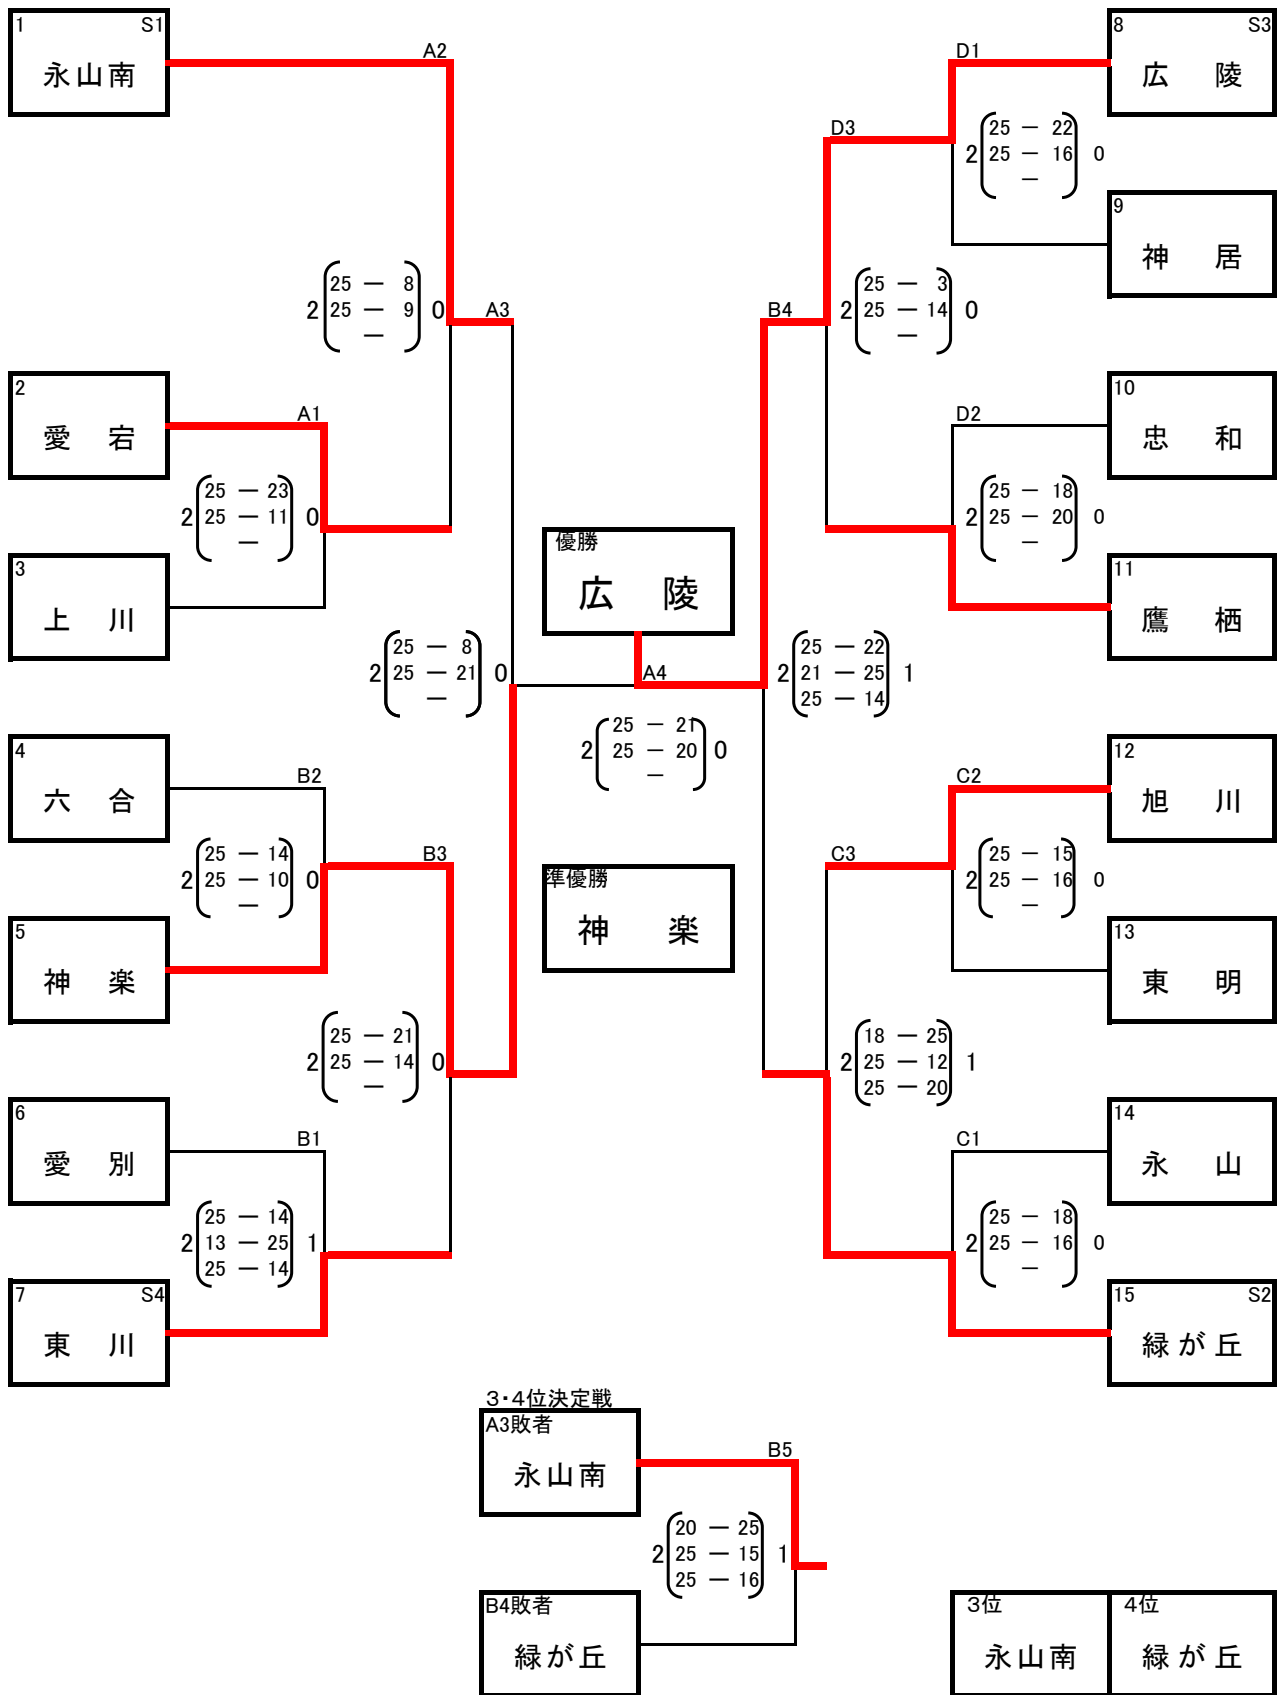 1 S1
永山南
A2
D1
8 S3
広 陵
D3
2 25 — 22 0
25 — 16
—
9
神 居
2 25 — 8 0
25 — 9
—
A3
B4
2 25 — 3 0
25 — 14
—
2
愛 宕
A1
D2
10
忠 和
2 25 — 23 0
25 — 11
—
2 25 — 18 0
25 — 20
—
優勝
広 陵
3
上 川
11
鷹 栖
2 25 — 8 0
25 — 21
—
A4
2 25 — 22 1
21 — 25
25 — 14
2 25 — 21 0
25 — 20
—
4
六 合
B2
C2
12
旭 川
2 25 — 14 0
25 — 10
—
B3
C3
2 25 — 15 0
25 — 16
—
準優勝
神 楽
5
神 楽
13
東 明
2 25 — 21 0
25 — 14
—
2 18 — 25 1
25 — 12
25 — 20
6
愛 別
B1
C1
14
永 山
2 25 — 14 1
13 — 25
25 — 14
2 25 — 18 0
25 — 16
—
7 S4
東 川
15 S2
緑が丘
3・4位決定戦
A3敗者
永山南
B5
2 20 — 25 1
25 — 15
25 — 16
B4敗者
緑が丘
3位
永山南
4位
緑が丘